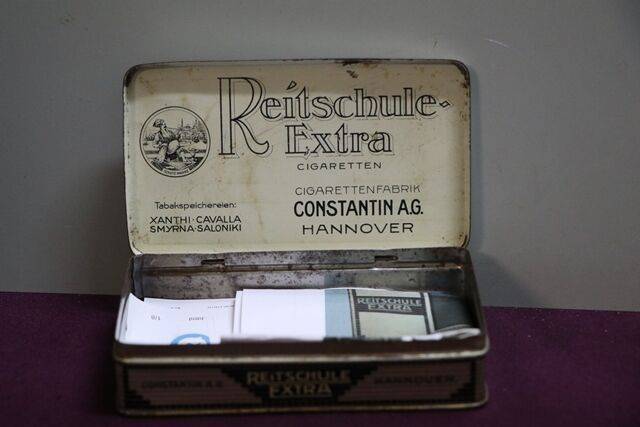 Reitschule-
Extra
CIGARETTEN
CIGARETTENFABRIK
CONSTANTIN A.G.
HANNOVER
Tabakspeichereien:
XANTHI · CAVALLA
SMYRNA · SALONIKI
REITSCHULE
EXTRA
CONSTANTIN A.G.
REITSCHULE
EXTRA
HANNOVER